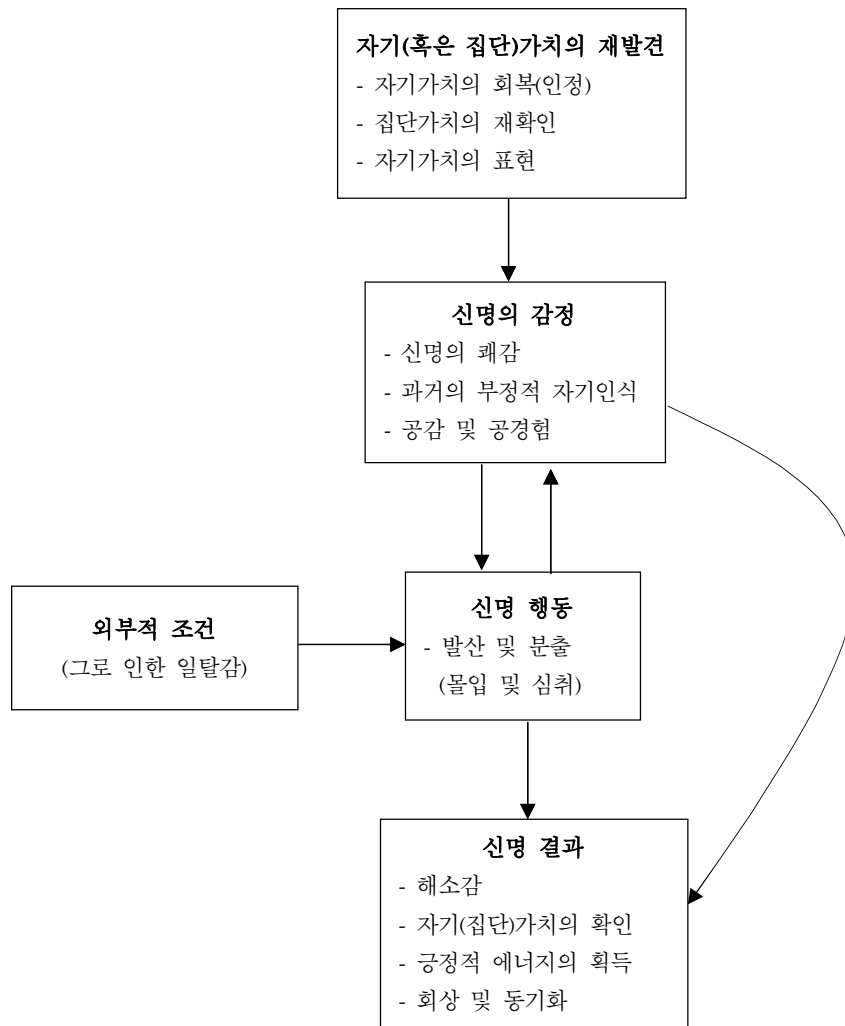 자기(혹은 집단)가치의 재발견
- 자기가치의 회복(인정)
- 집단가치의 재확인
- 자기가치의 표현
신명의 감정
- 신명의 쾌감
- 과거의 부정적 자기인식
- 공감 및 공경험
외부적 조건
(그로 인한 일탈감)
신명 행동
- 발산 및 분출
(몰입 및 심취)
신명 결과
- 해소감
- 자기(집단)가치의 확인
- 긍정적 에너지의 획득
- 회상 및 동기화